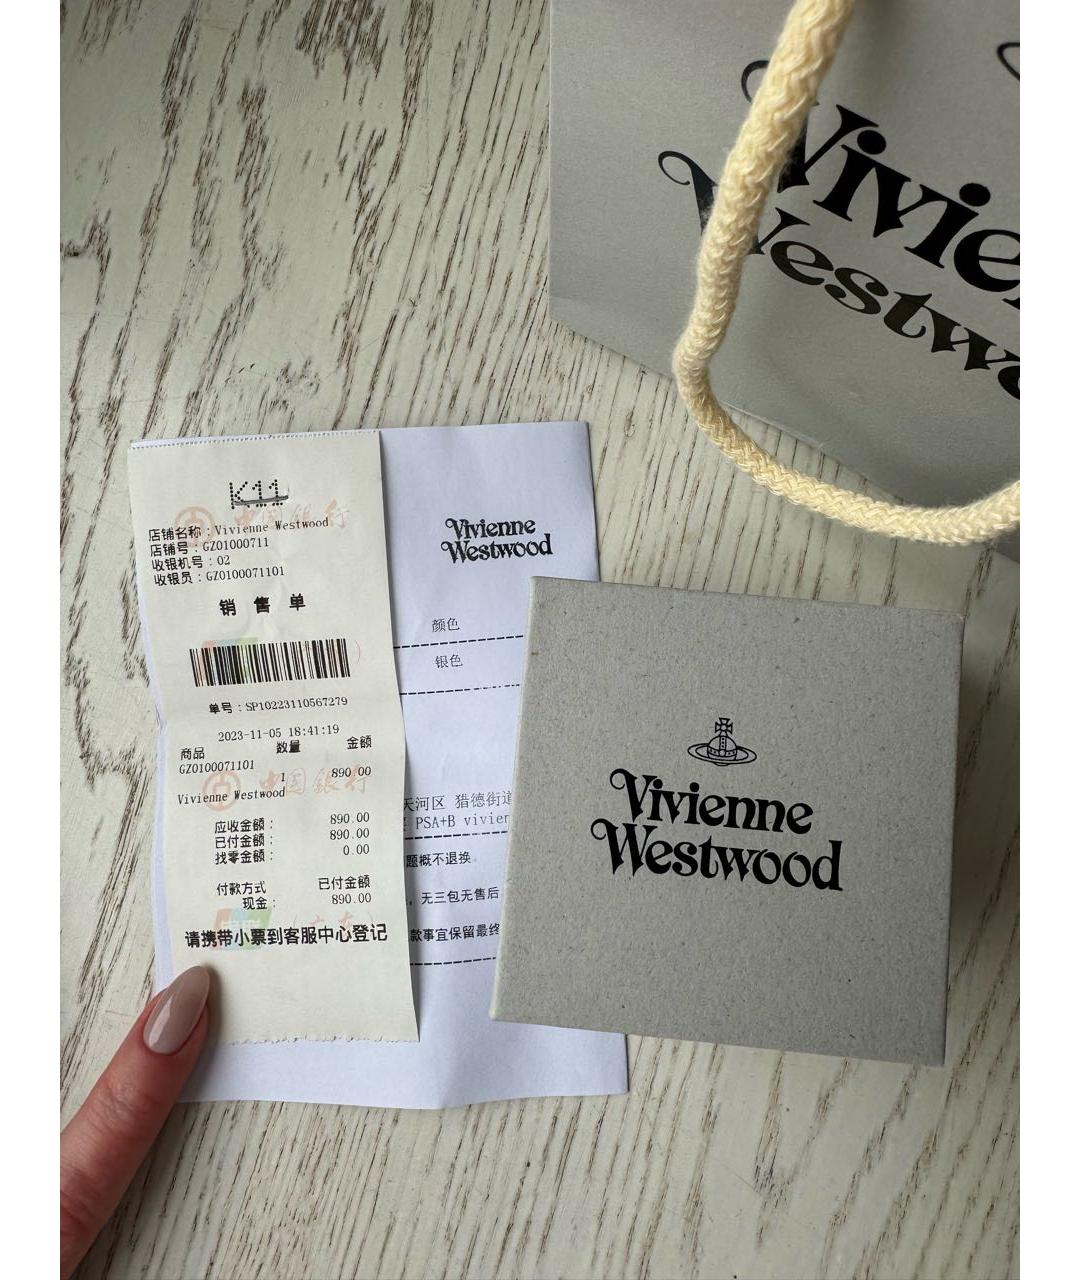 Vivie
Westwo
K11
店铺名称：Vivienne Westwood
店铺号：GZ01000711
收银机号：02
收银员：GZ0100071101
销 售 单
单号：SP10223110567279
2023-11-05 18:41:19
商品 数量 金额
GZ0100071101
1 890.00
Vivienne Westwood
应收金额： 890.00
已付金额： 890.00
找零金额： 0.00
付款方式 已付金额
现金： 890.00
请携带小票到客服中心登记
中国银行
Vivienne
Westwood
颜色
银色
天河区 猎德街道
PSA+B vivien
题概不退换
，无三包无售后
款事宜保留最终
Vivienne
Westwood